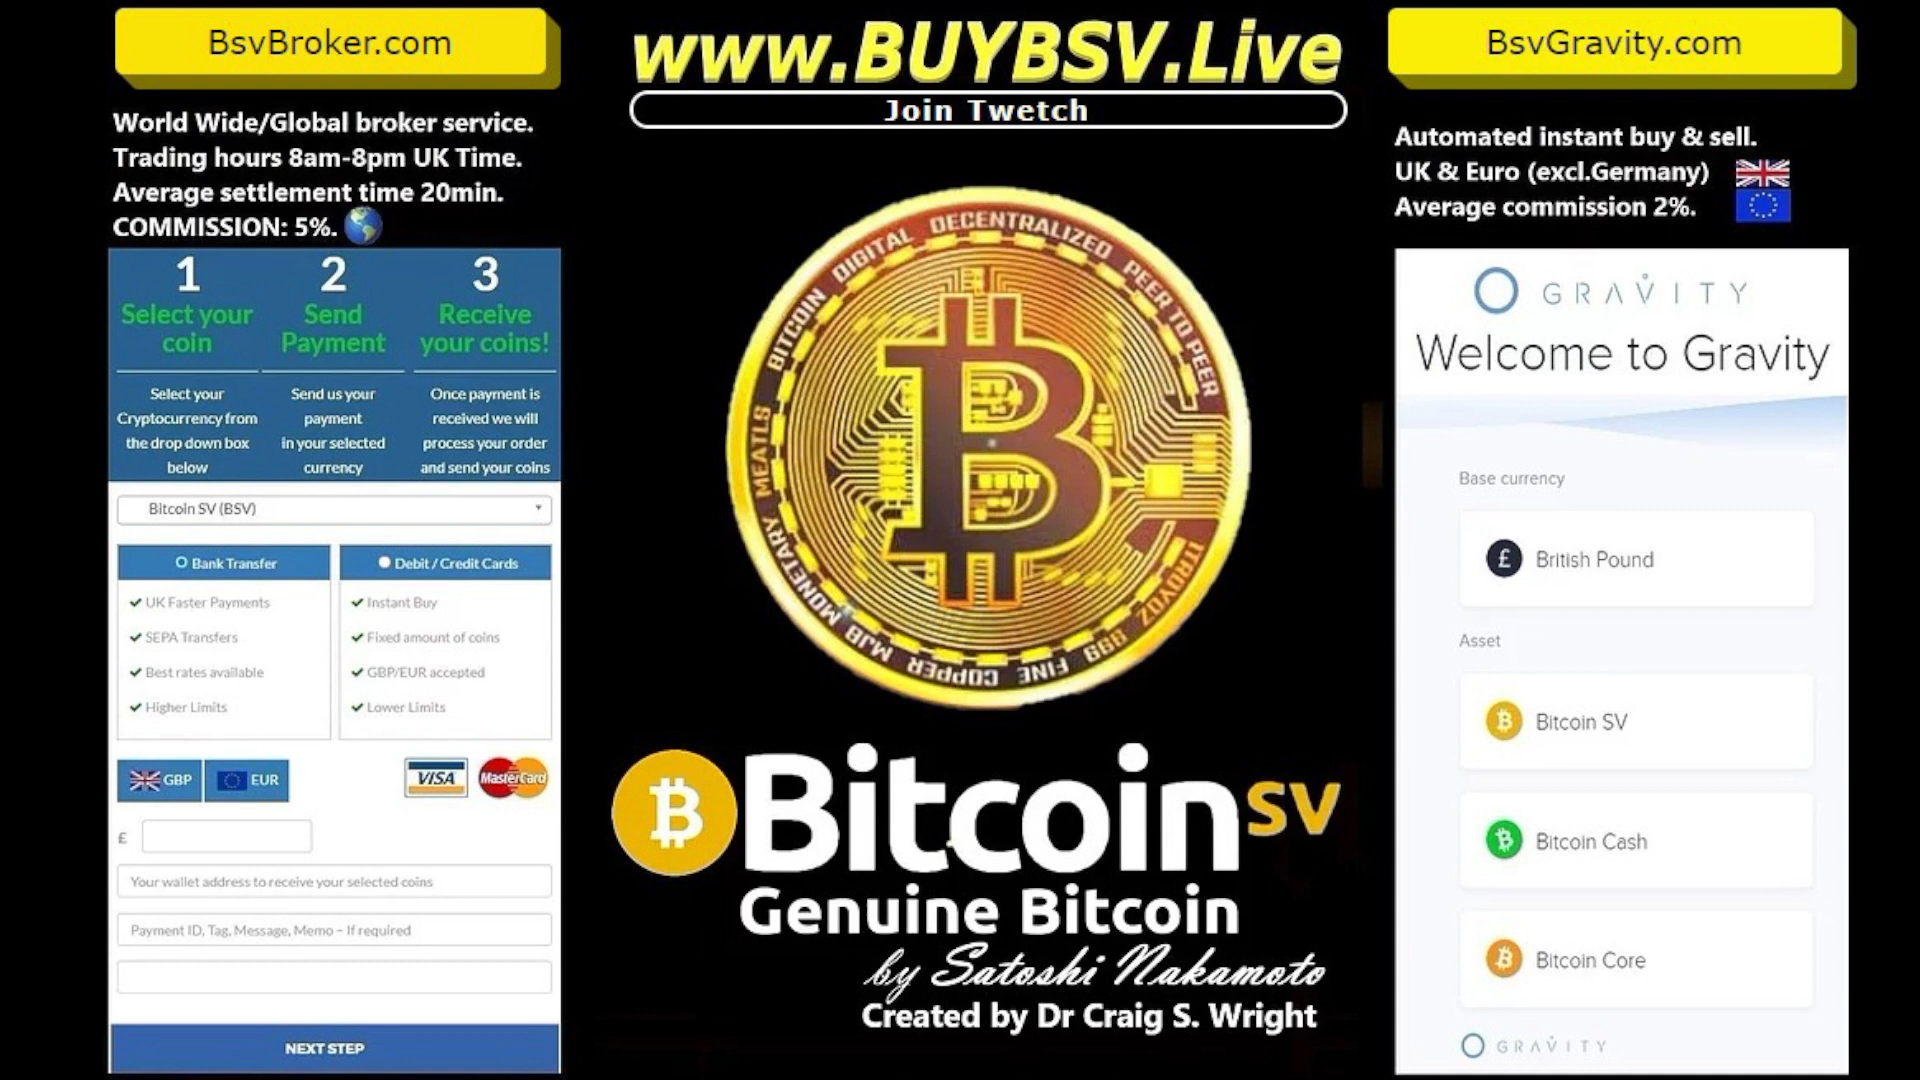 BsvBroker.com
World Wide/Global broker service.
Trading hours 8am-8pm UK Time.
Average settlement time 20min.
COMMISSION: 5%.
1
Select your
coin
Select your
Cryptocurrency from
the drop down box
below
2
Send
Payment
Send us your
payment
in your selected
currency
3
Receive
your coins!
Once payment is
received we will
process your order
and send your coins
Bitcoin SV (BSV)
Bank Transfer
UK Faster Payments
SEPA Transfers
Best rates available
Higher Limits
Debit / Credit Cards
Instant Buy
Fixed amount of coins
GBP/EUR accepted
Lower Limits
GBP
EUR
VISA
MasterCard
£
Your wallet address to receive your selected coins
Payment ID, Tag, Message, Memo – If required
NEXT STEP
www.BUYBSV.Live
Join Twetch
BITCOIN DIGITAL DECENTRALIZED PEER TO PEER
MONETARY MEATLS
MJB
999 FINE COPPER
Bitcoin SV
Genuine Bitcoin
by Satoshi Nakamoto
Created by Dr Craig S. Wright
BsvGravity.com
Automated instant buy & sell.
UK & Euro (excl.Germany)
Average commission 2%.
GRAVITY
Welcome to Gravity
Base currency
£ British Pound
Asset
Bitcoin SV
Bitcoin Cash
Bitcoin Core
GRAVITY